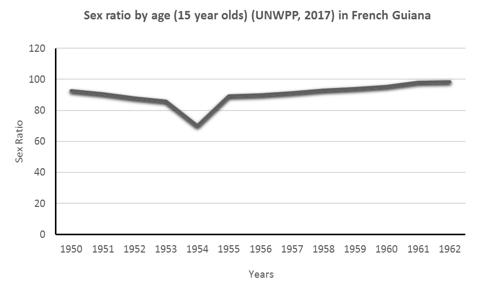 Sex ratio by age (15 year olds) (UNWPP, 2017) in French Guiana
120
100
80
60
40
20
0
Sex Ratio
1950 1951 1952 1953 1954 1955 1956 1957 1958 1959 1960 1961 1962
Years